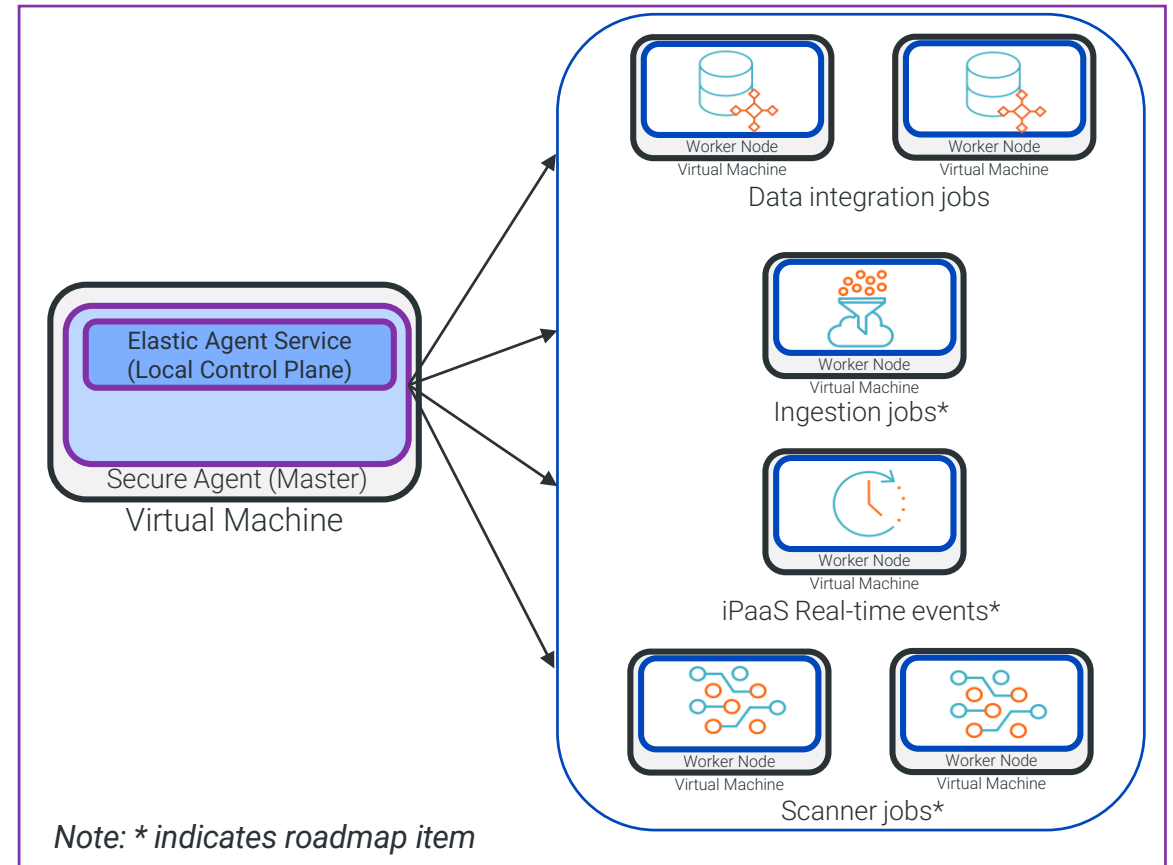 Elastic Agent Service
(Local Control Plane)
Secure Agent (Master)
Virtual Machine
Worker Node
Virtual Machine
Worker Node
Virtual Machine
Data integration jobs
Worker Node
Virtual Machine
Ingestion jobs*
Worker Node
Virtual Machine
iPaaS Real-time events*
Worker Node
Virtual Machine
Worker Node
Virtual Machine
Scanner jobs*
Note: * indicates roadmap item